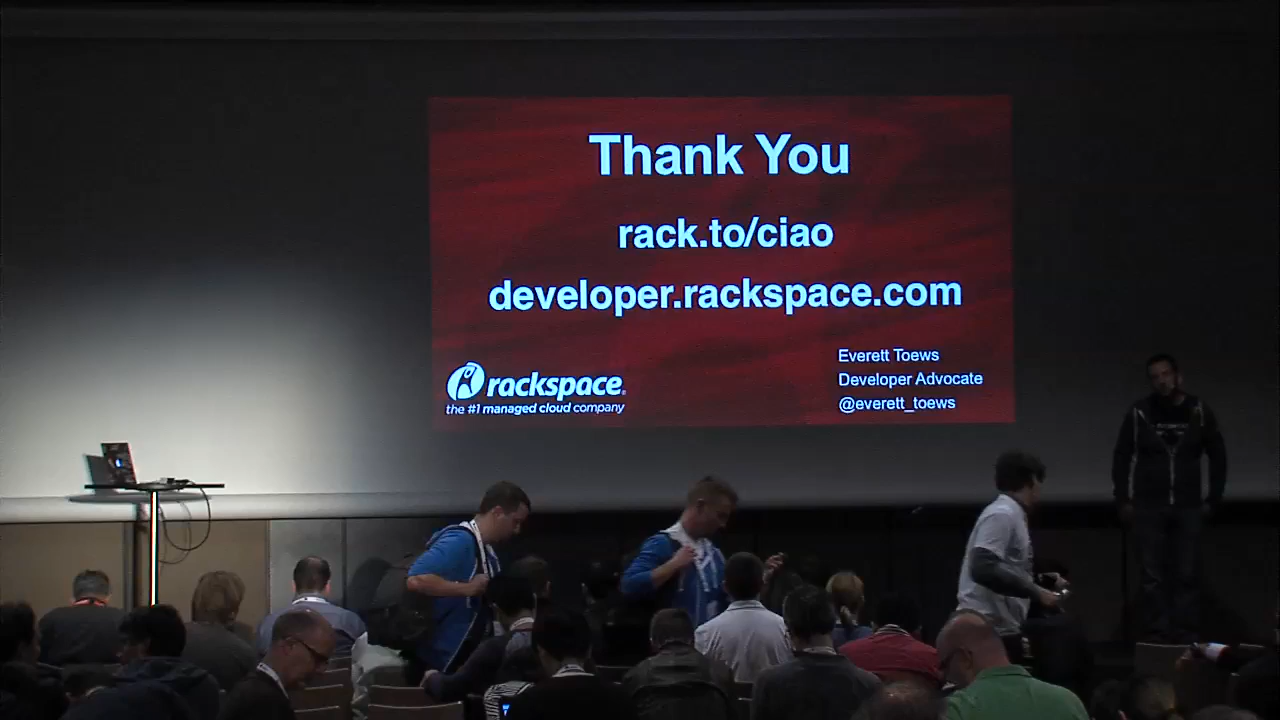 Thank You
rack.to/ciao
developer.rackspace.com
rackspace
the #1 managed cloud company
Everett Toews
Developer Advocate
@everett_toews